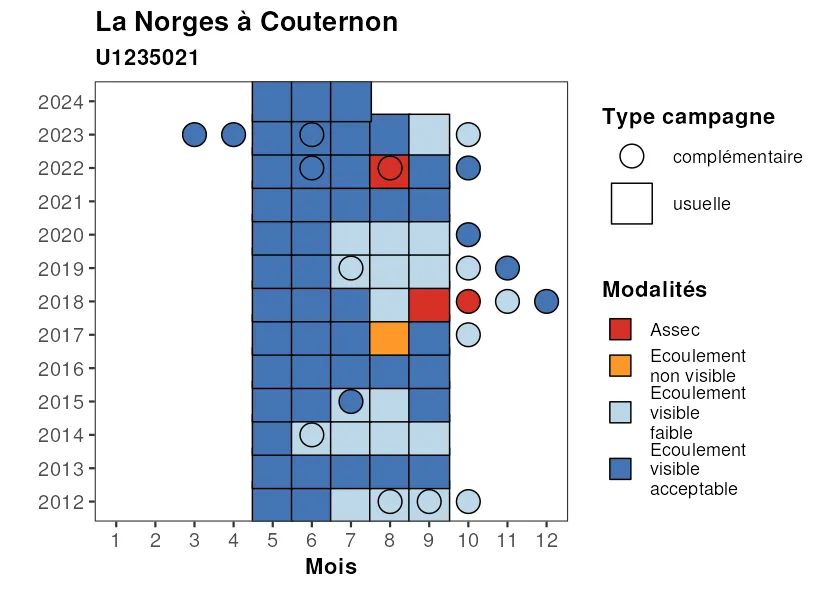 La Norges à Couternon
U1235021
2024
2023
2022
2021
2020
2019
2018
2017
2016
2015
2014
2013
2012
1 2 3 4 5 6 7 8 9 10 11 12
Mois
Type campagne
complémentaire
usuelle
Modalités
Assec
Ecoulement
non visible
Ecoulement
visible
faible
Ecoulement
visible
acceptable